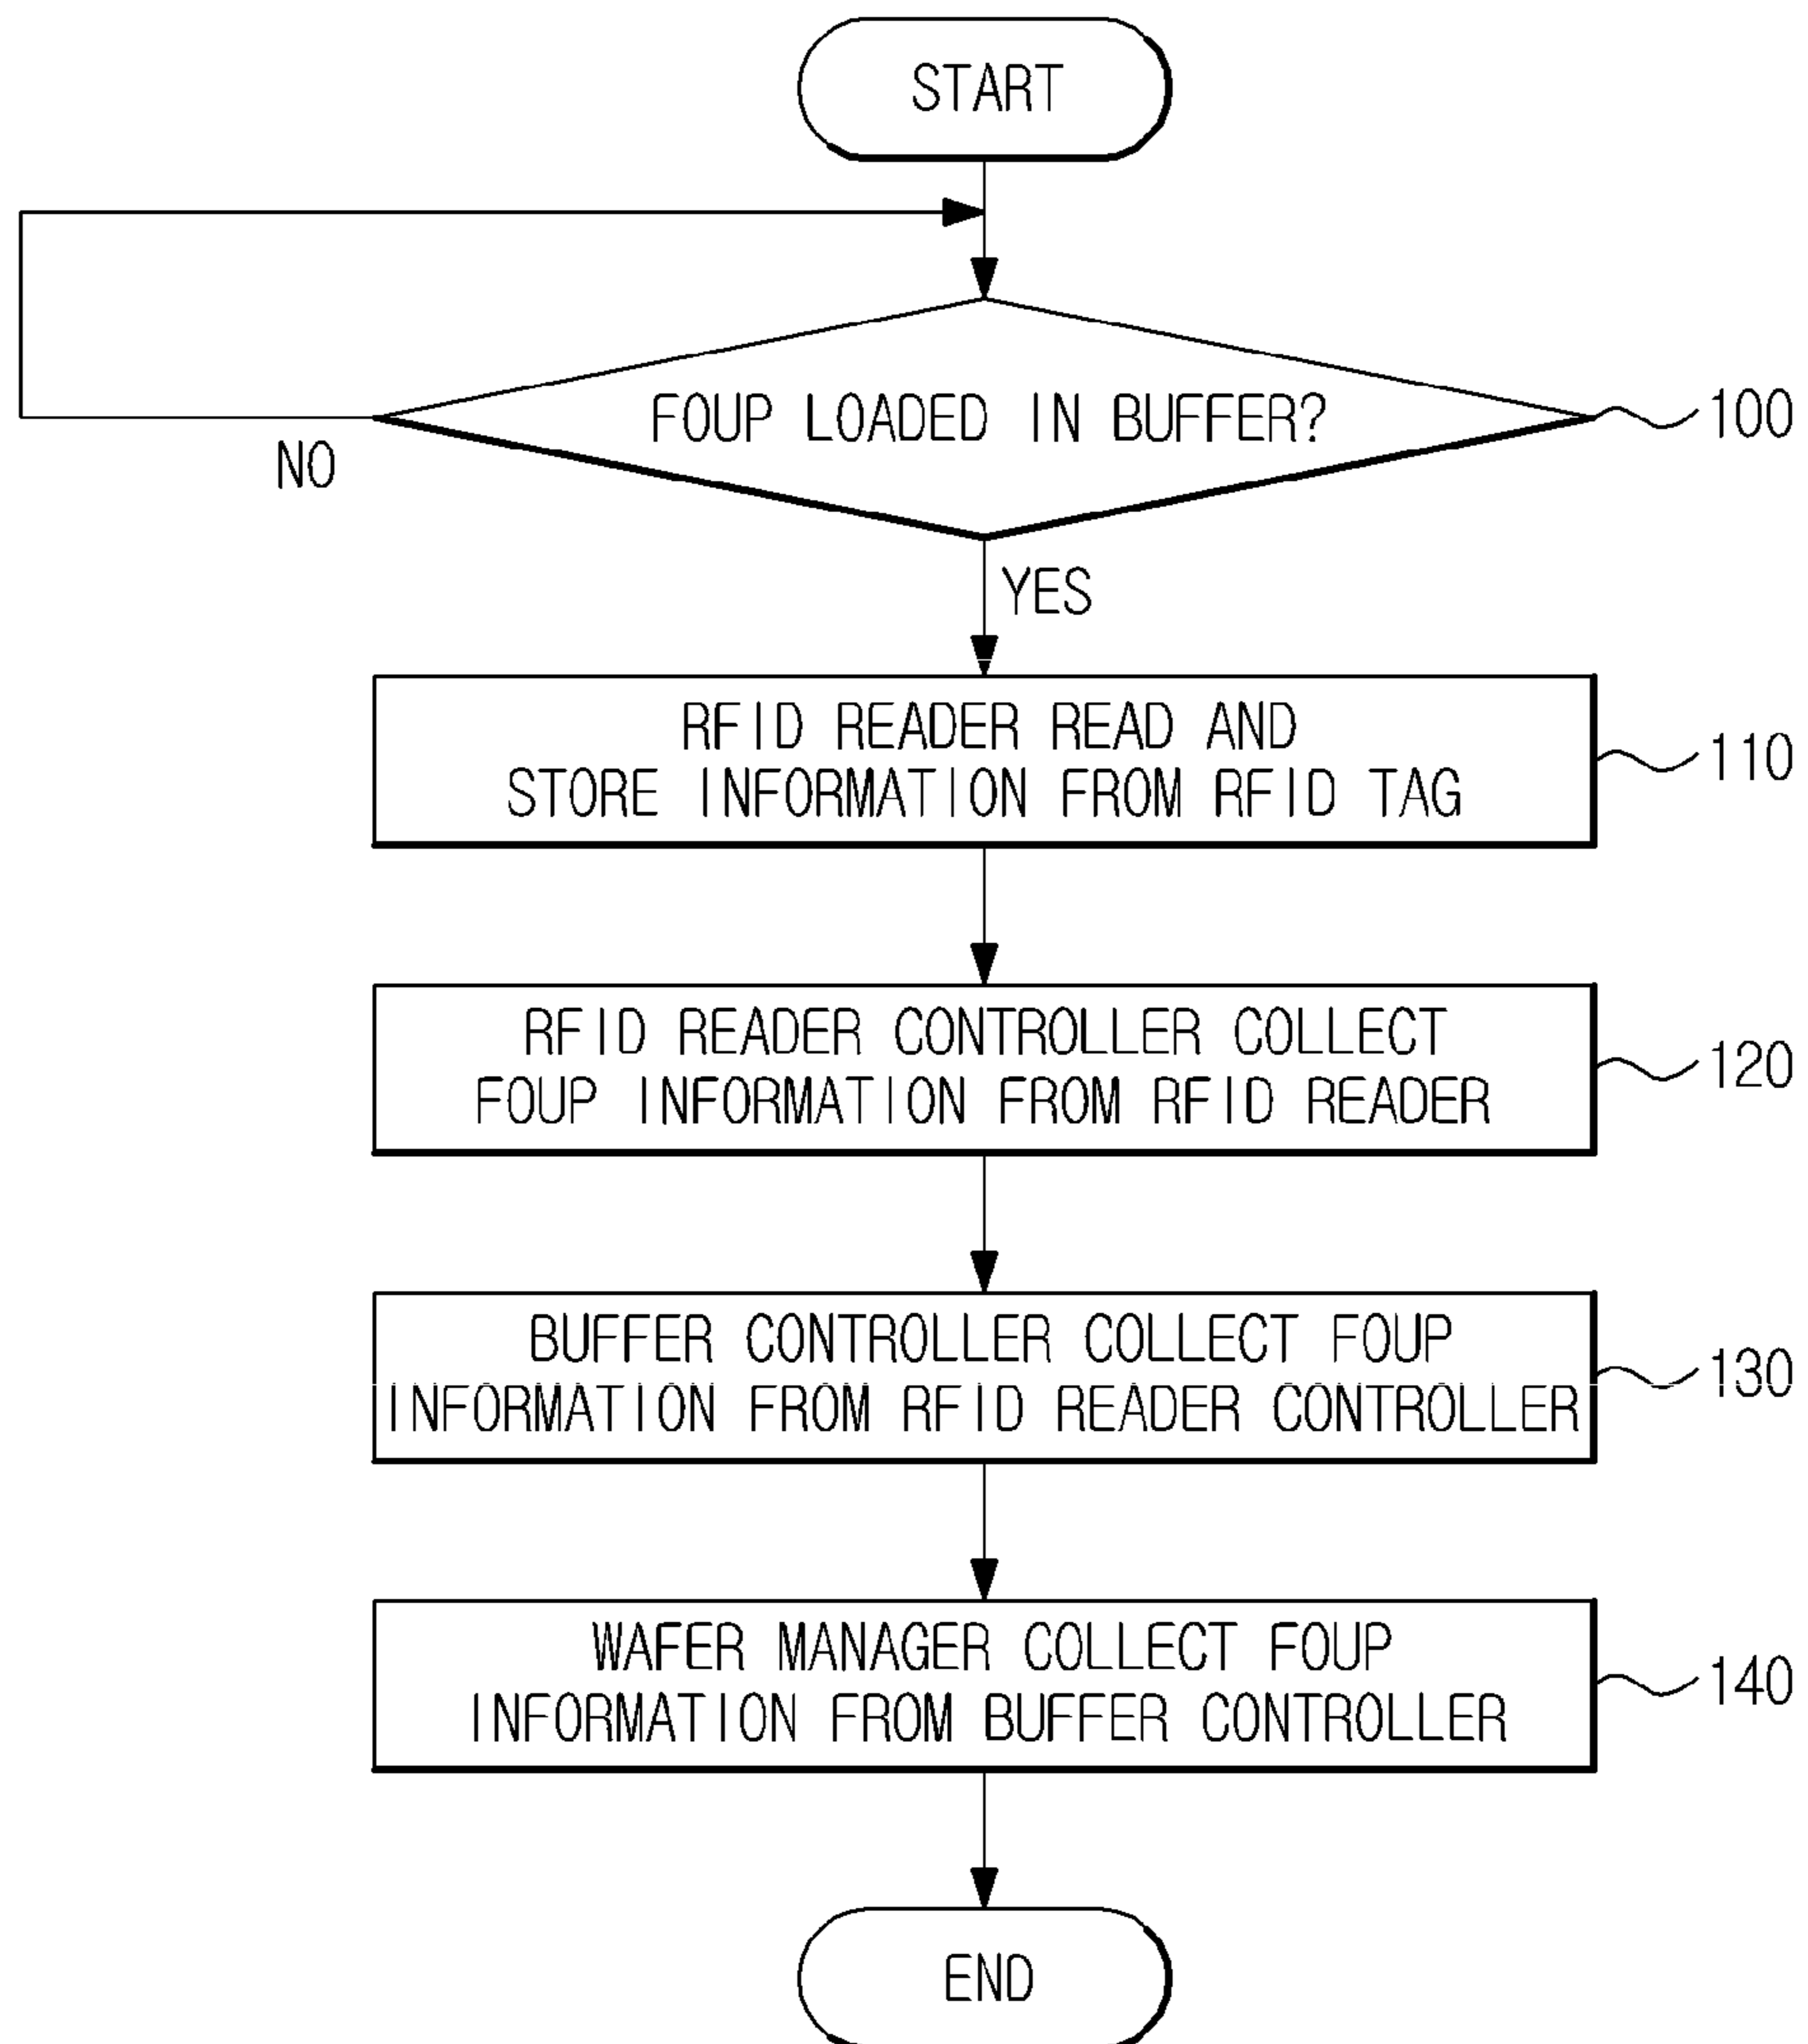 START
FOUP LOADED IN BUFFER?
100
NO
YES
RFID READER READ AND
STORE INFORMATION FROM RFID TAG
110
RFID READER CONTROLLER COLLECT
FOUP INFORMATION FROM RFID READER
120
BUFFER CONTROLLER COLLECT FOUP
INFORMATION FROM RFID READER CONTROLLER
130
WAFER MANAGER COLLECT FOUP
INFORMATION FROM BUFFER CONTROLLER
140
END